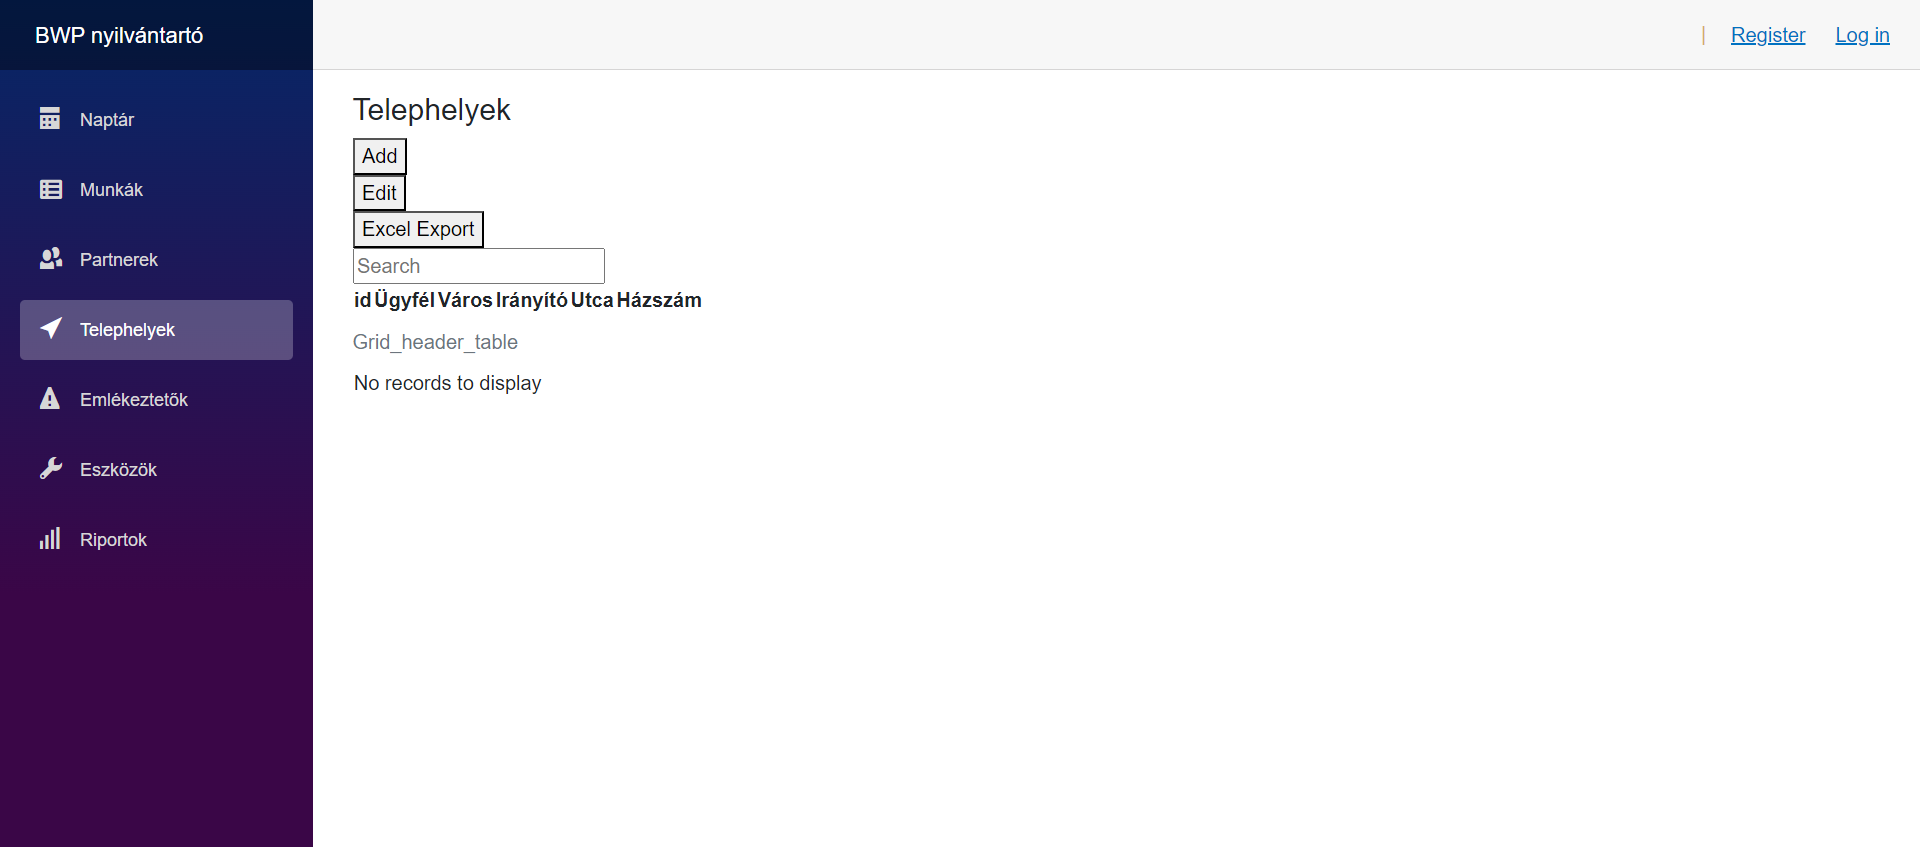 BWP nyilvántartó
| Register Log in
Naptár
Munkák
Partnerek
Telephelyek
Emlékeztetők
Eszközök
Riportok
Telephelyek
Add
Edit
Excel Export
Search
id Ügyfél Város Irányító Utca Házszám
Grid_header_table
No records to display